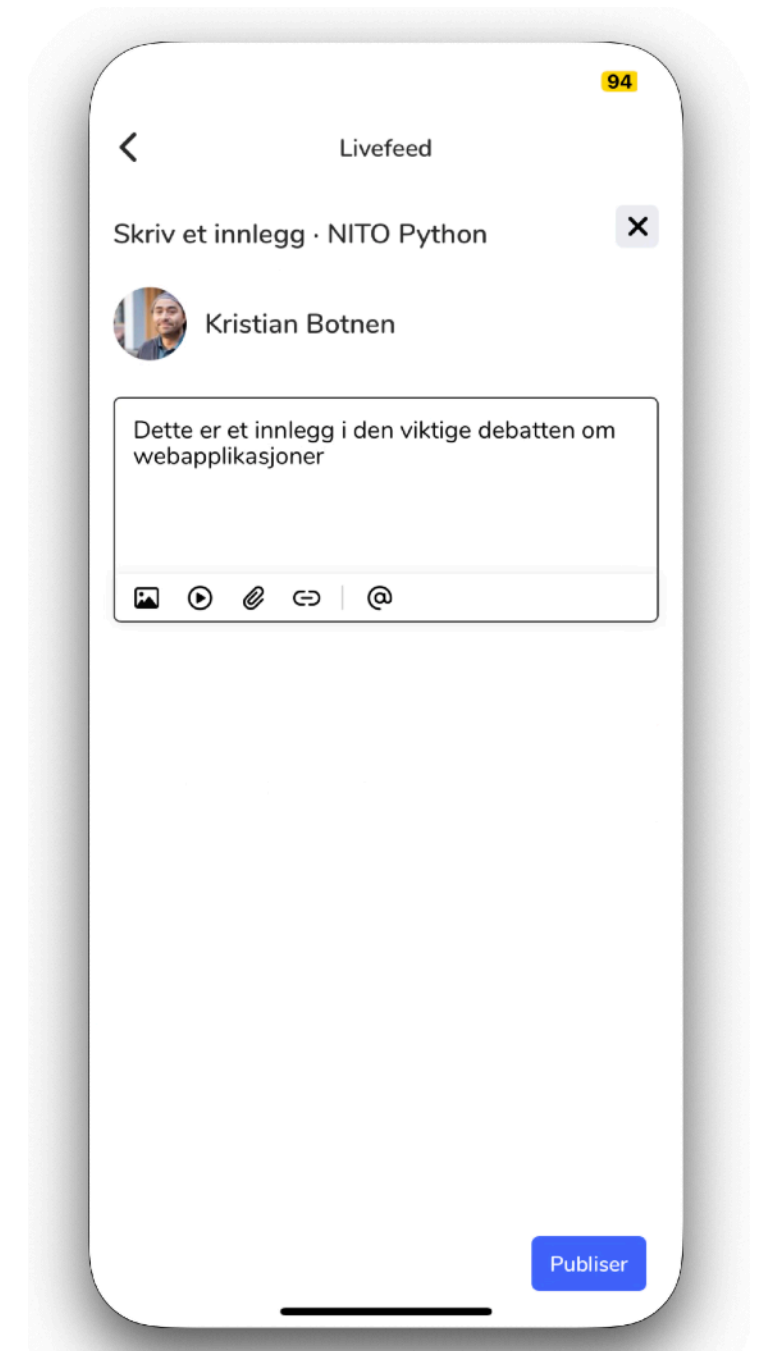 94
Livefeed
Skriv et innlegg · NITO Python
Kristian Botnen
Dette er et innlegg i den viktige debatten om
webapplikasjoner
Publiser